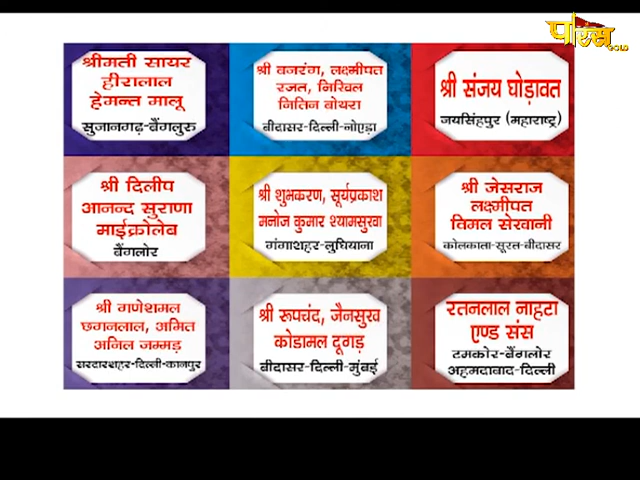 पारस
GOLD
श्रीमती सायर
हीरालाल
हेमन्त मालू
सुजानगढ़-बैंगलुरु
श्री बजरंग, लक्ष्मीपत
रजत, निखिल
नितिन बोथरा
बीदासर-दिल्ली-नोएड़ा
श्री संजय घोड़ावत
जयसिंहपुर (महाराष्ट्र)
श्री दिलीप
आनन्द सुराणा
माईक्रोलेब
बैंगलोर
श्री शुभकरण, सूर्यप्रकाश
मनोज कुमार श्यामसुखा
गंगाशहर-लुधियाना
श्री जेसराज
लक्ष्मीपत
विमल सेखानी
कोलकाता-सूरत-बीदासर
श्री गणेशमल
छगनलाल, अमित
अनिल जम्मड़
सरदारशहर-दिल्ली-कानपुर
श्री रूपचंद, जैनसुख
कोडामल दूगड़
बीदासर-दिल्ली-मुंबई
रतनलाल नाहटा
एण्ड संस
टमकोर-बैंगलोर
अहमदाबाद-दिल्ली